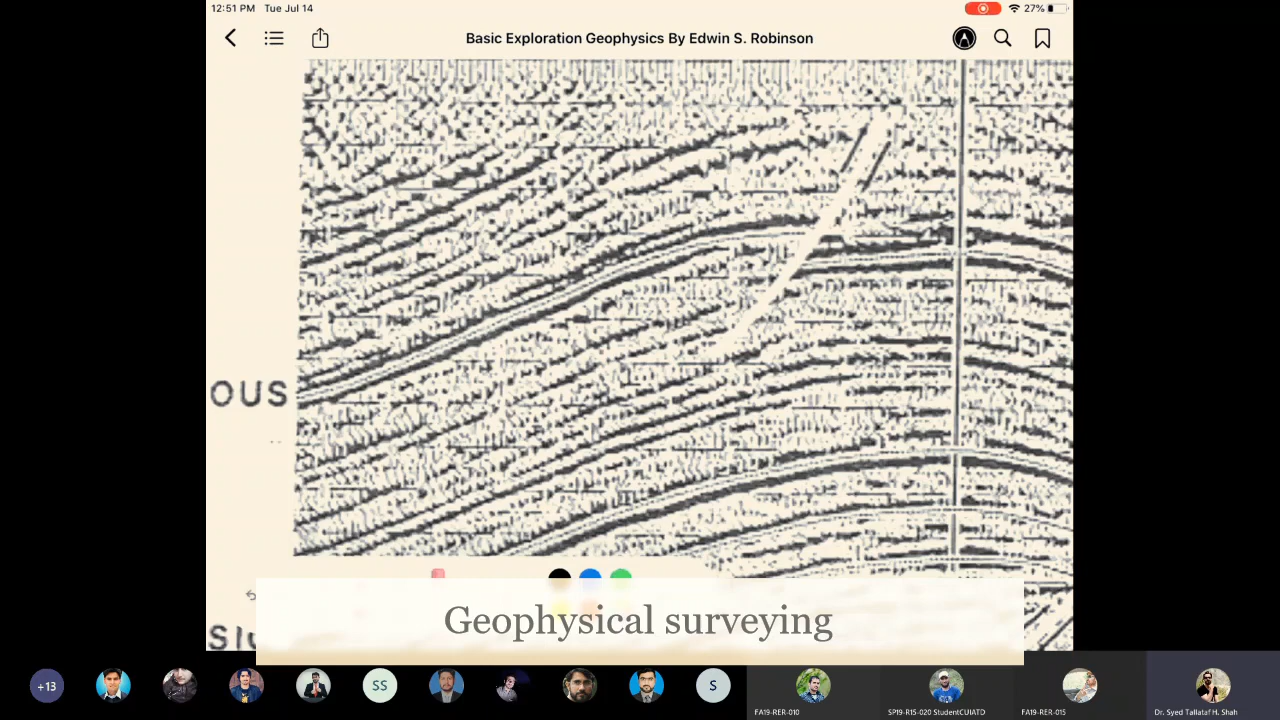 12:51 PM Tue Jul 14
27%
Basic Exploration Geophysics By Edwin S. Robinson
OUS
Geophysical surveying
+13
SS
S
FA19-RER-010
SP19-R15-020 StudentCUIATD
FA19-RER-015
Dr. Syed Tallataf H. Shah